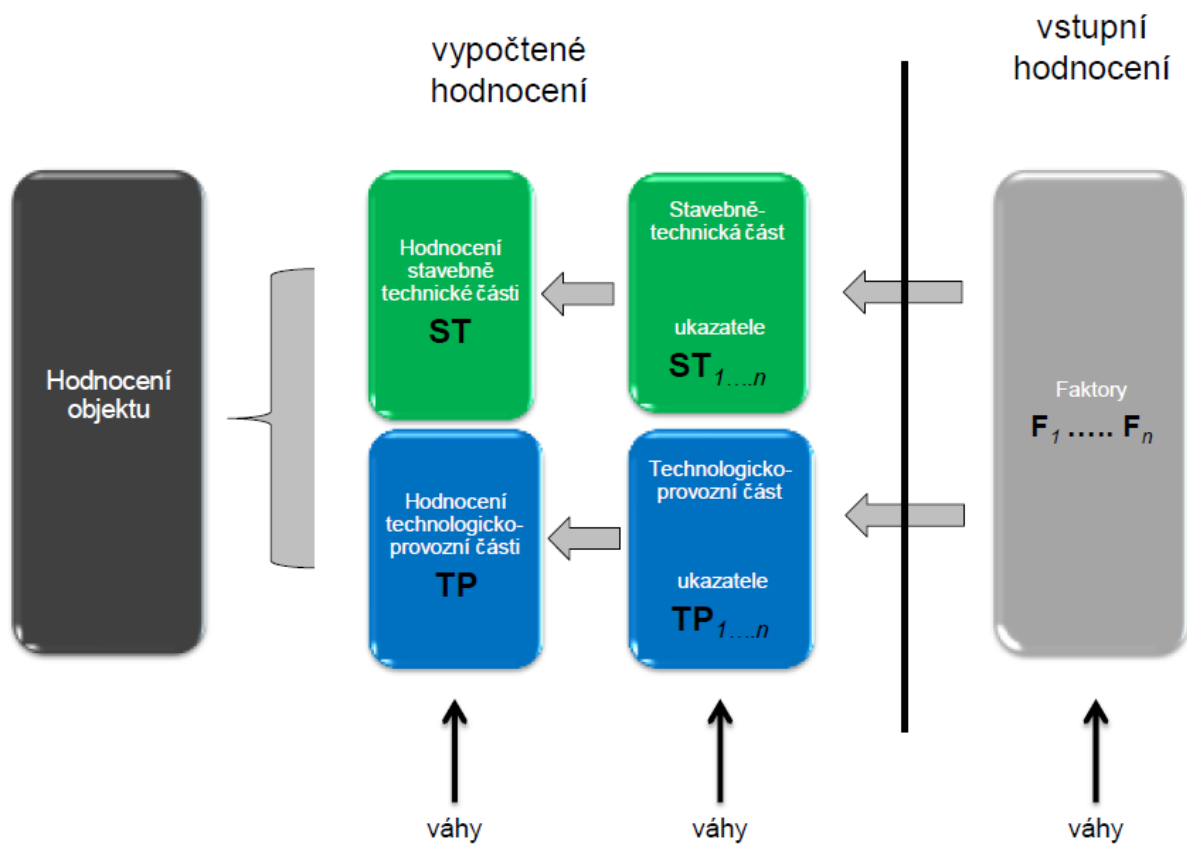 vypočtené
hodnocení
vstupní
hodnocení
Hodnocení
objektu
Hodnocení
stavebně
technické části
ST
Stavebně-
technická část
ukazatele
ST1….n
Faktory
F1 ….. Fn
Hodnocení
technologicko-
provozní části
TP
Technologicko-
provozní část
ukazatele
TP1….n
váhy
váhy
váhy